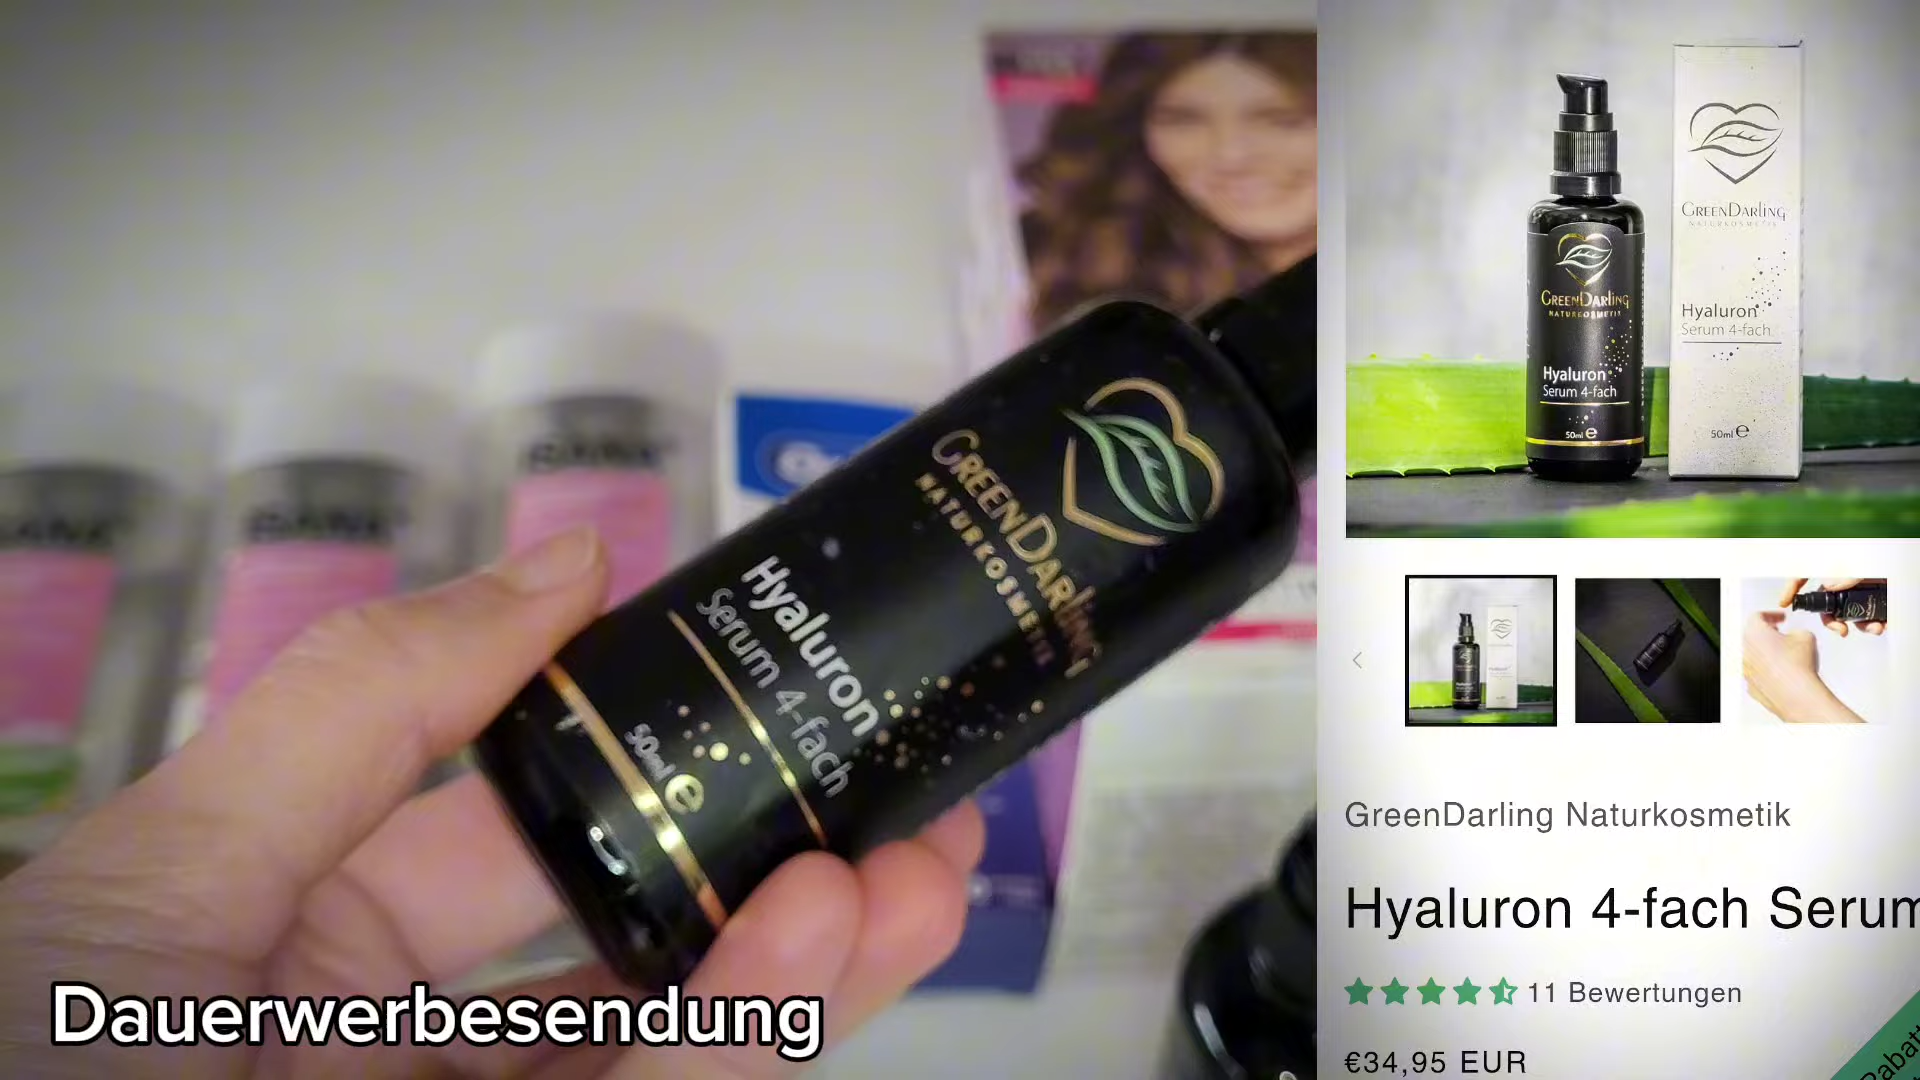 GREENDARLING
NATURKOSMETIK
Hyaluron
Serum 4-fach
50ml e
Dauerwerbesendung
GREENDARLING
NATURKOSMETIK
Hyaluron
Serum 4-fach
50ml e
GREENDARLING
NATURKOSMETIK
Hyaluron
Serum 4-fach
50ml e
GreenDarling Naturkosmetik
Hyaluron 4-fach Serum
11 Bewertungen
€34,95 EUR